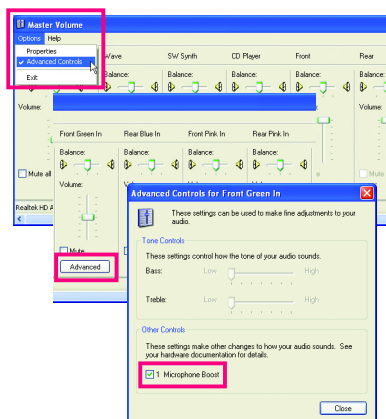 Master Volume
Options Help
Properties
Advanced Controls
Exit
Wave SW Synth CD Player Front Rear
Balance: Balance: Balance: Balance: Balance:
Volume: Volume:
Mute all
Realtek HD A
Front Green In Rear Blue In Front Pink In Rear Pink In
Balance: Balance: Balance: Balance:
Volume:
Mute
Advanced
Advanced Controls for Front Green In
These settings can be used to make fine adjustments to your
audio.
Tone Controls
These settings control how the tone of your audio sounds.
Bass: Low High
Treble: Low High
Other Controls
These settings make other changes to how your audio sounds. See
your hardware documentation for details.
1 Microphone Boost
Close